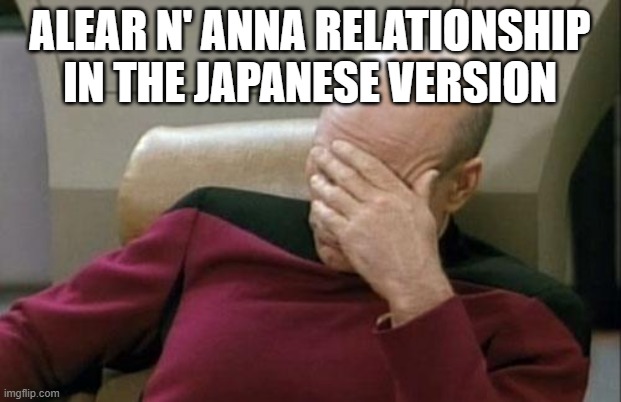 ALEAR N' ANNA RELATIONSHIP
IN THE JAPANESE VERSION
imgflip.com